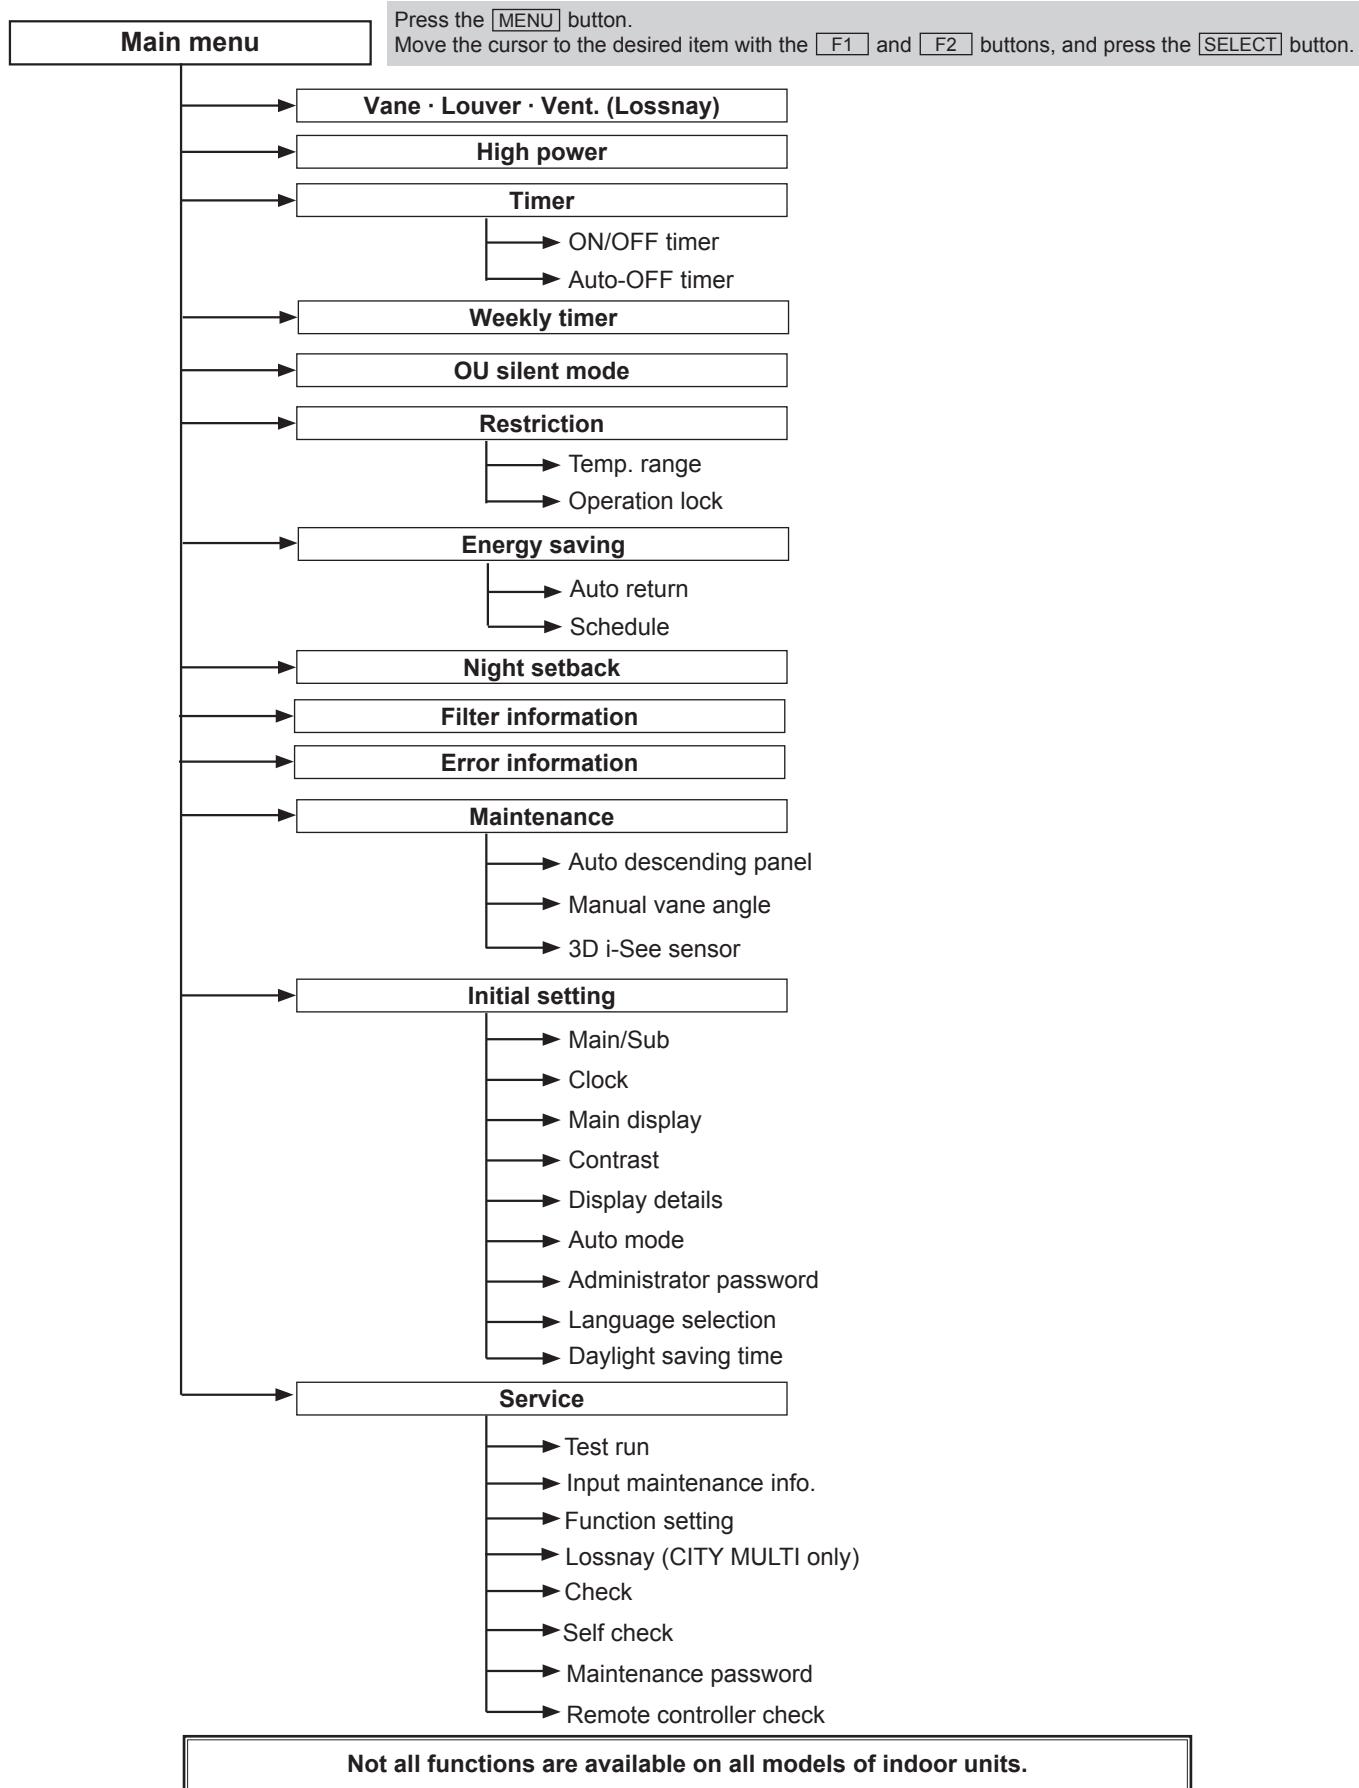 Main menu
Press the MENU button.
Move the cursor to the desired item with the F1 and F2 buttons, and press the SELECT button.
Vane · Louver · Vent. (Lossnay)
High power
Timer
ON/OFF timer
Auto-OFF timer
Weekly timer
OU silent mode
Restriction
Temp. range
Operation lock
Energy saving
Auto return
Schedule
Night setback
Filter information
Error information
Maintenance
Auto descending panel
Manual vane angle
3D i-See sensor
Initial setting
Main/Sub
Clock
Main display
Contrast
Display details
Auto mode
Administrator password
Language selection
Daylight saving time
Service
Test run
Input maintenance info.
Function setting
Lossnay (CITY MULTI only)
Check
Self check
Maintenance password
Remote controller check
Not all functions are available on all models of indoor units.